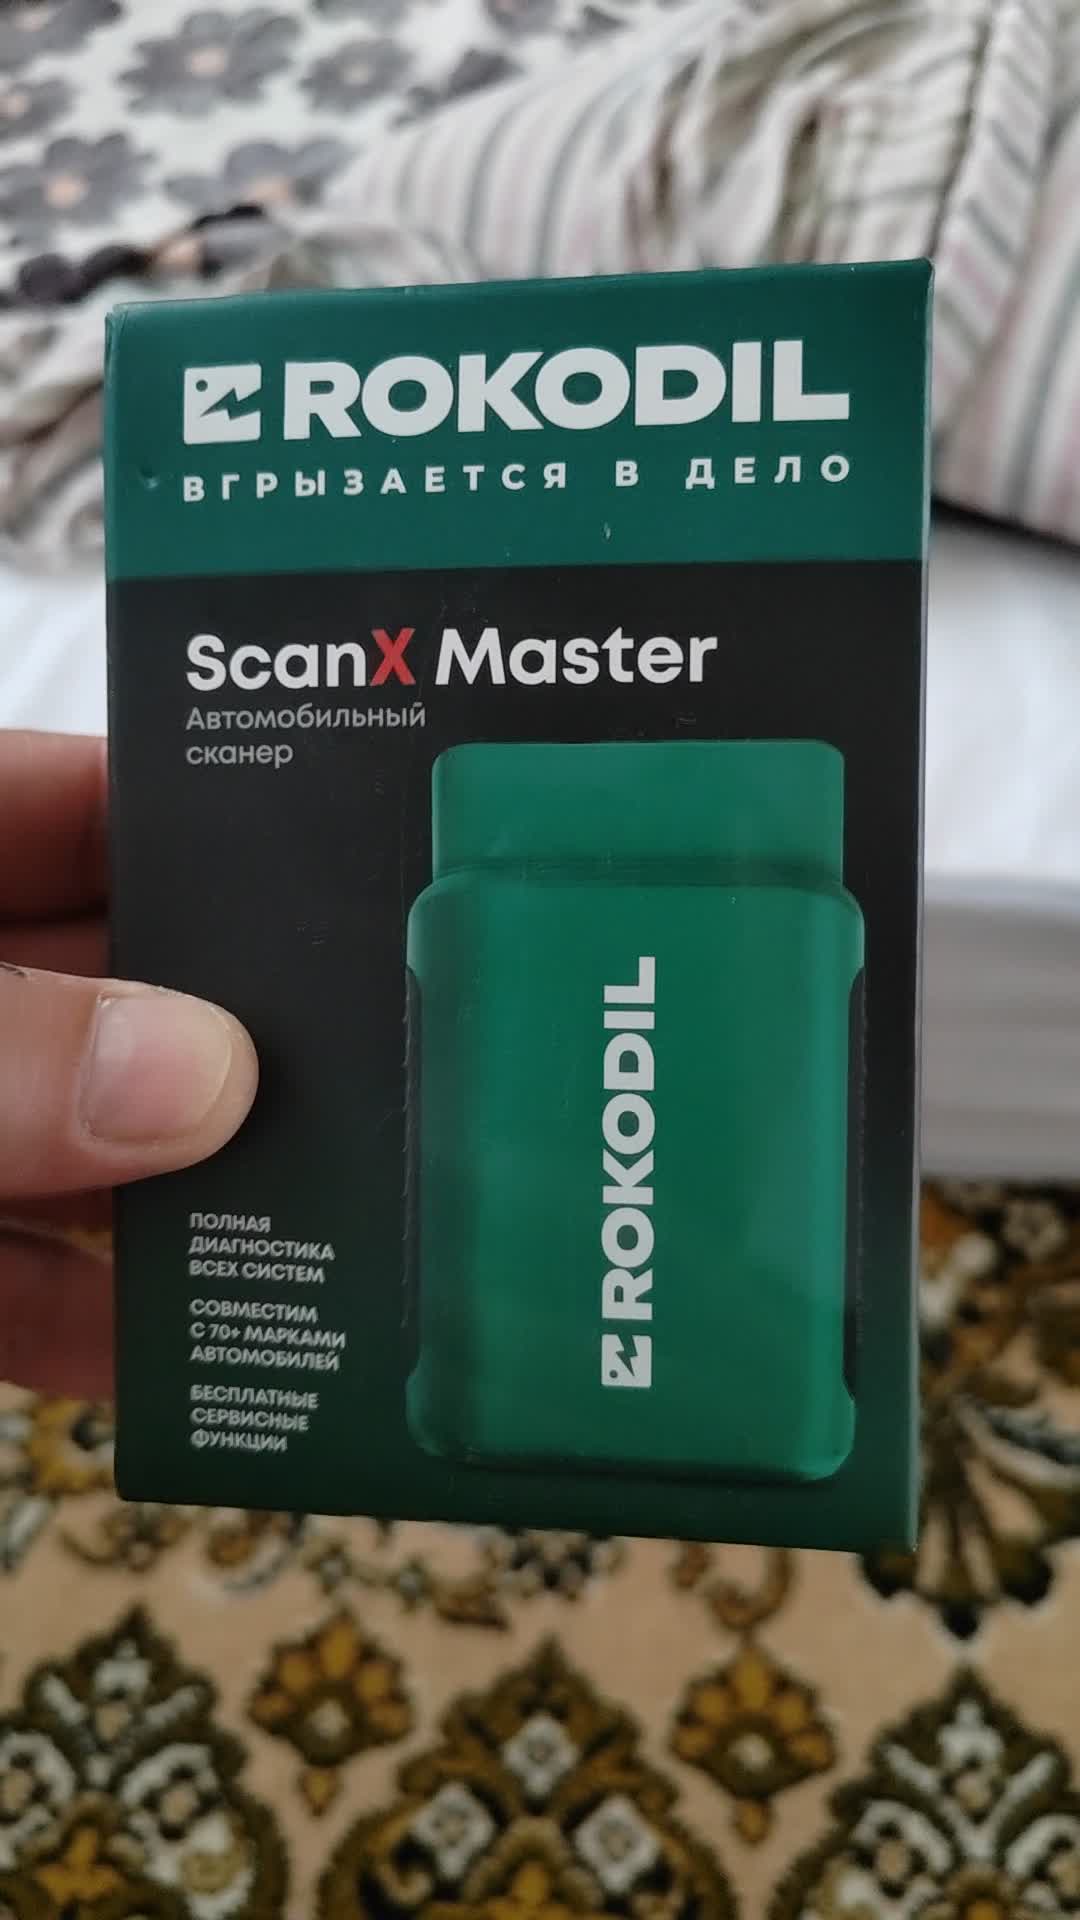 ROKODIL
ВГРЫЗАЕТСЯ В ДЕЛО
ScanX Master
Автомобильный
сканер
ROKODIL
ПОЛНАЯ
ДИАГНОСТИКА
ВСЕХ СИСТЕМ
СОВМЕСТИМ
С 70+ МАРКАМИ
АВТОМОБИЛЕЙ
БЕСПЛАТНЫЕ
СЕРВИСНЫЕ
ФУНКЦИИ